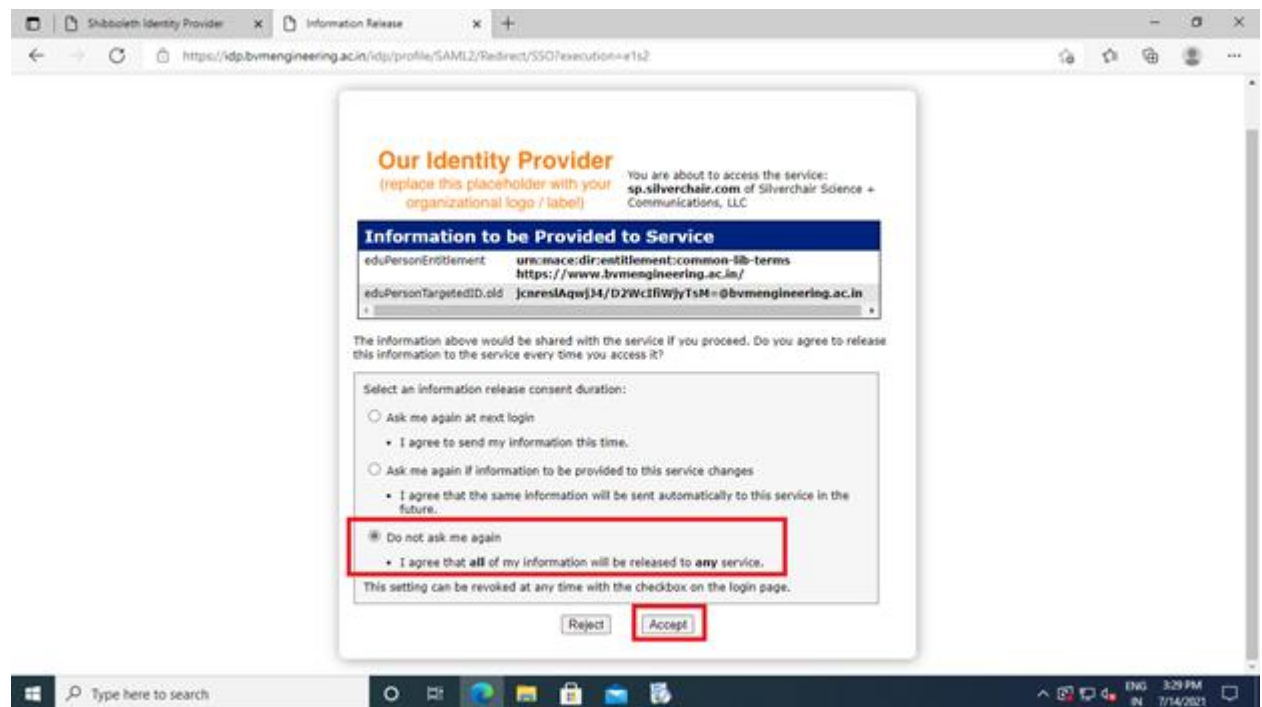 Shibboleth Identity Provider
Information Release
https://idp.bvmengineering.ac.in/idp/profile/SAML2/Redirect/SSO?execution=e1s2
Our Identity Provider
(replace this placeholder with your
organizational logo / label)
You are about to access the service:
sp.silverchair.com of Silverchair Science +
Communications, LLC
Information to be Provided to Service
eduPersonEntitlement urn:mace:dir:entitlement:common-lib-terms
https://www.bvmengineering.ac.in/
eduPersonTargetedID.old
The information above would be shared with the service if you proceed. Do you agree to release
this information to the service every time you access it?
Select an information release consent duration:
Ask me again at next login
• I agree to send my information this time.
Ask me again if information to be provided to this service changes
• I agree that the same information will be sent automatically to this service in the
future.
Do not ask me again
• I agree that all of my information will be released to any service.
This setting can be revoked at any time with the checkbox on the login page.
Reject Accept
Type here to search
ENG 3:29 PM
IN 7/14/2021